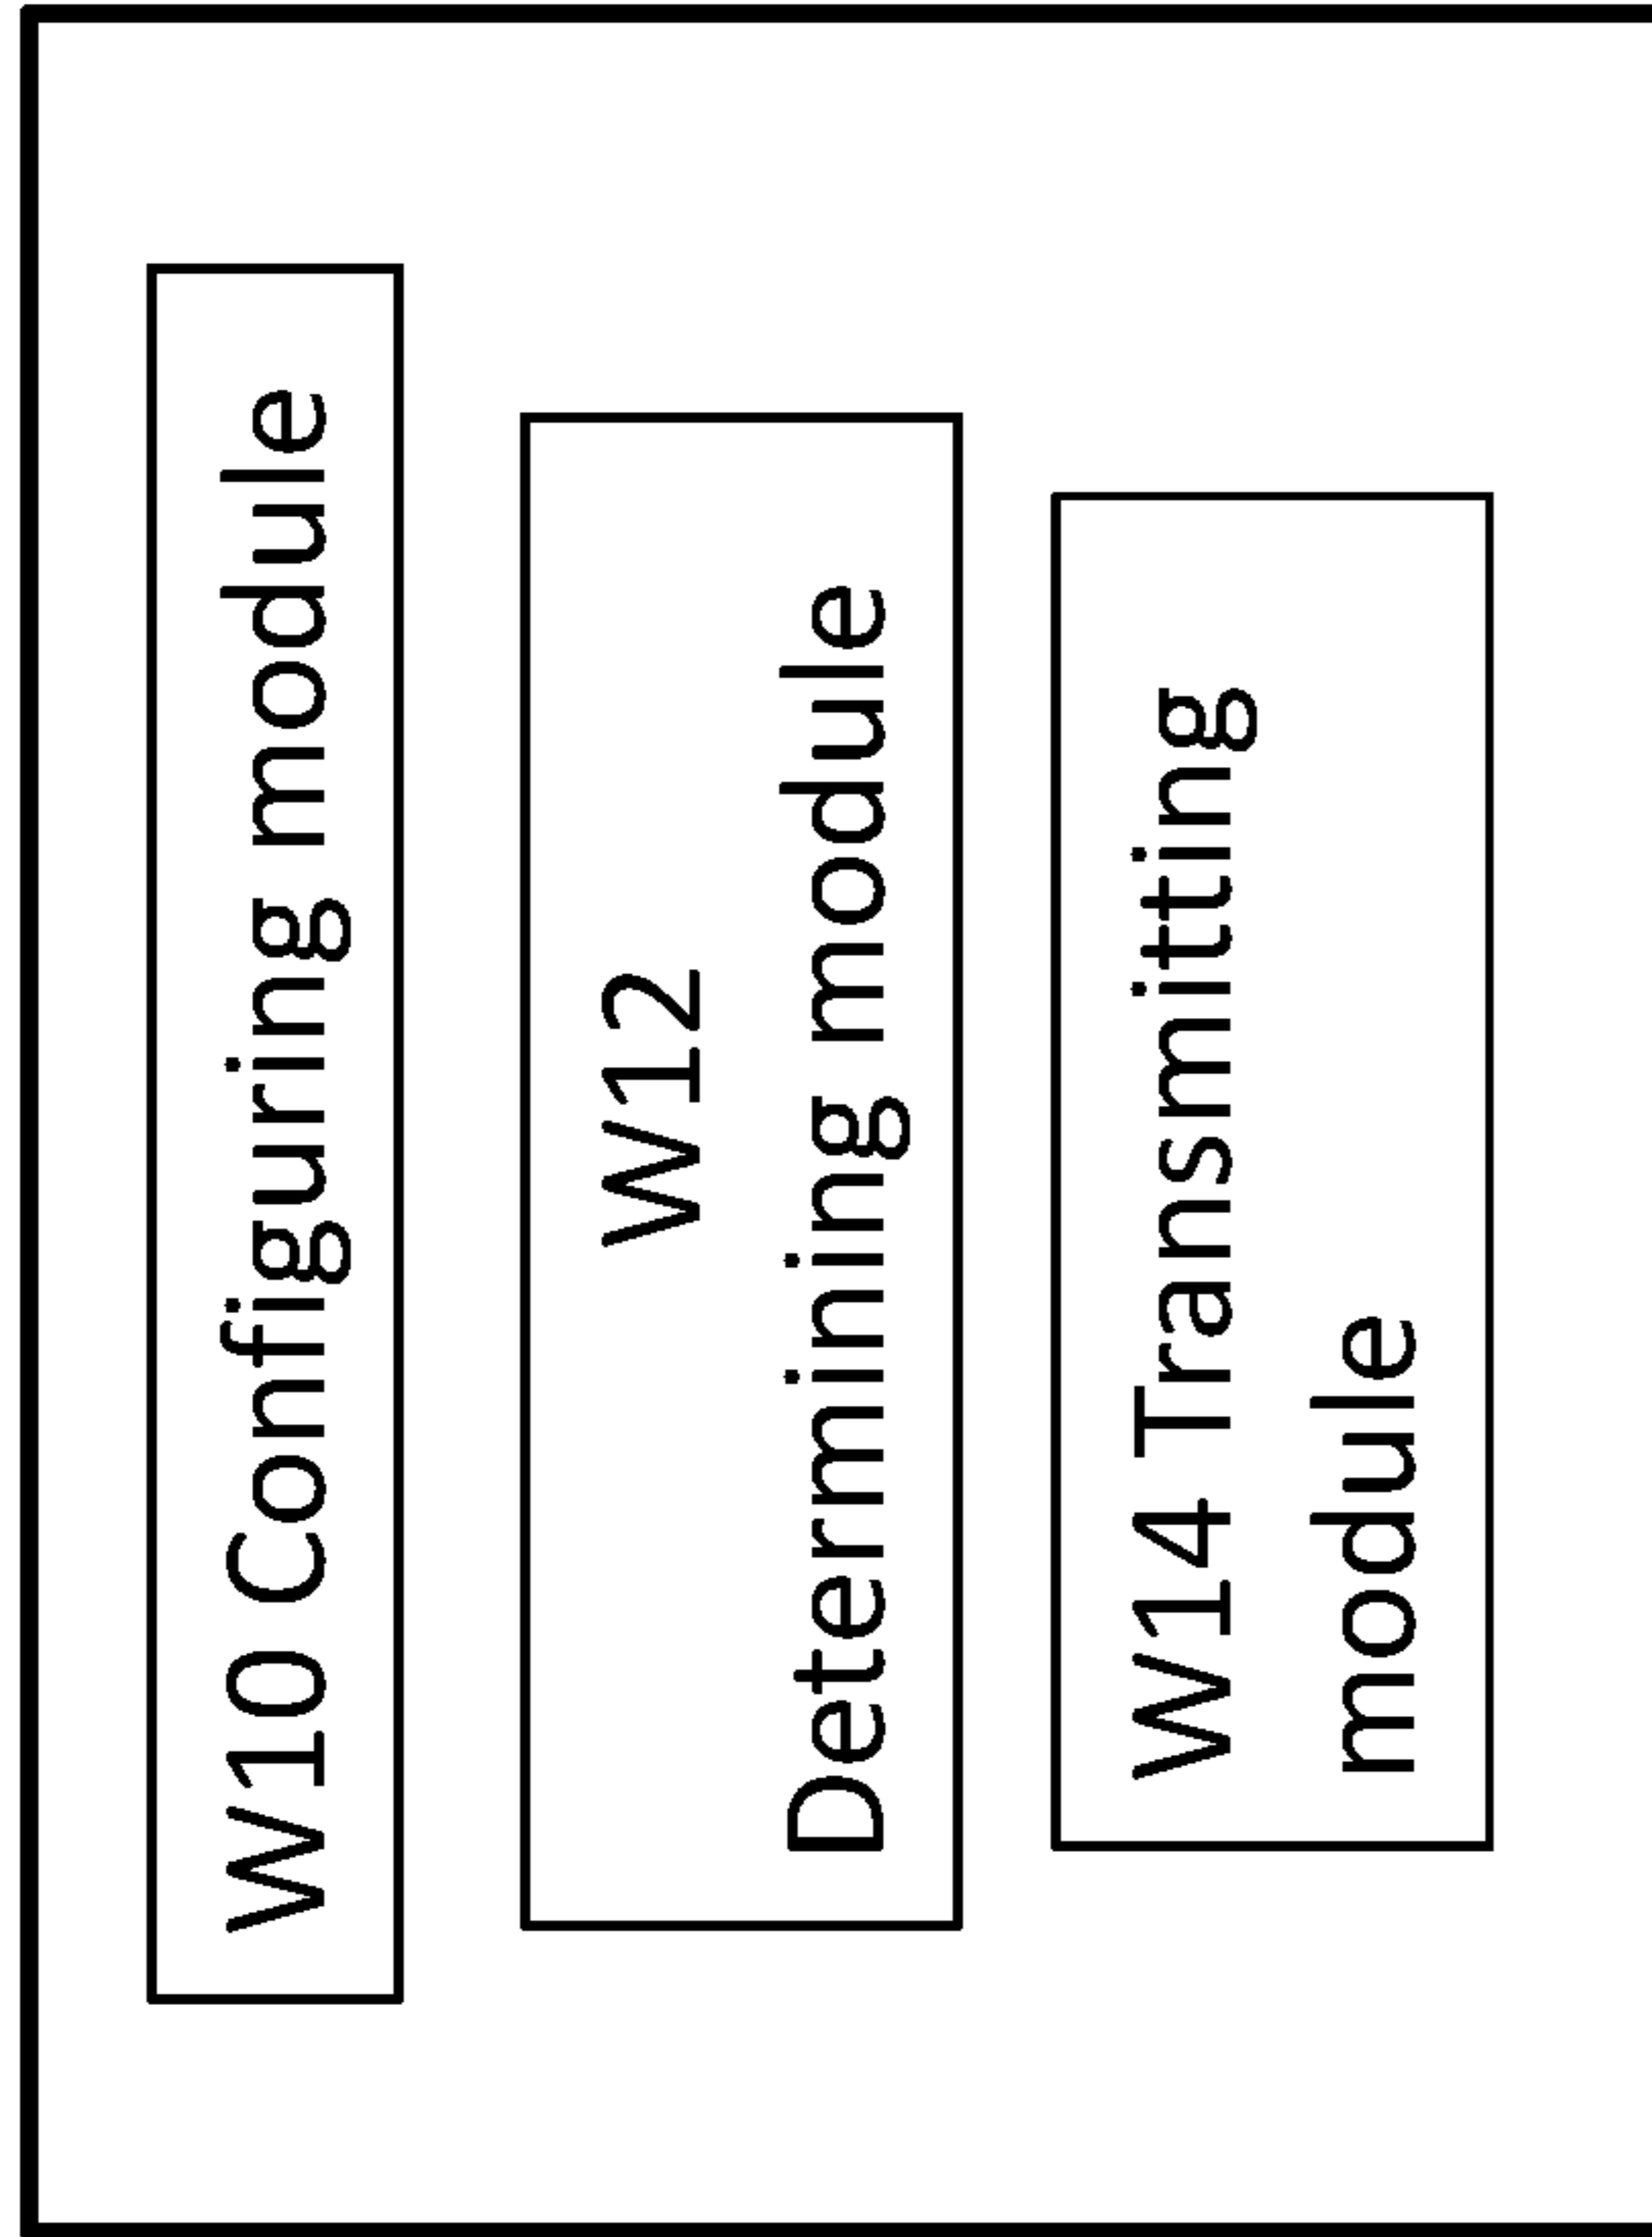 W10 Configuring module
W12
Determining module
W14 Transmitting
module